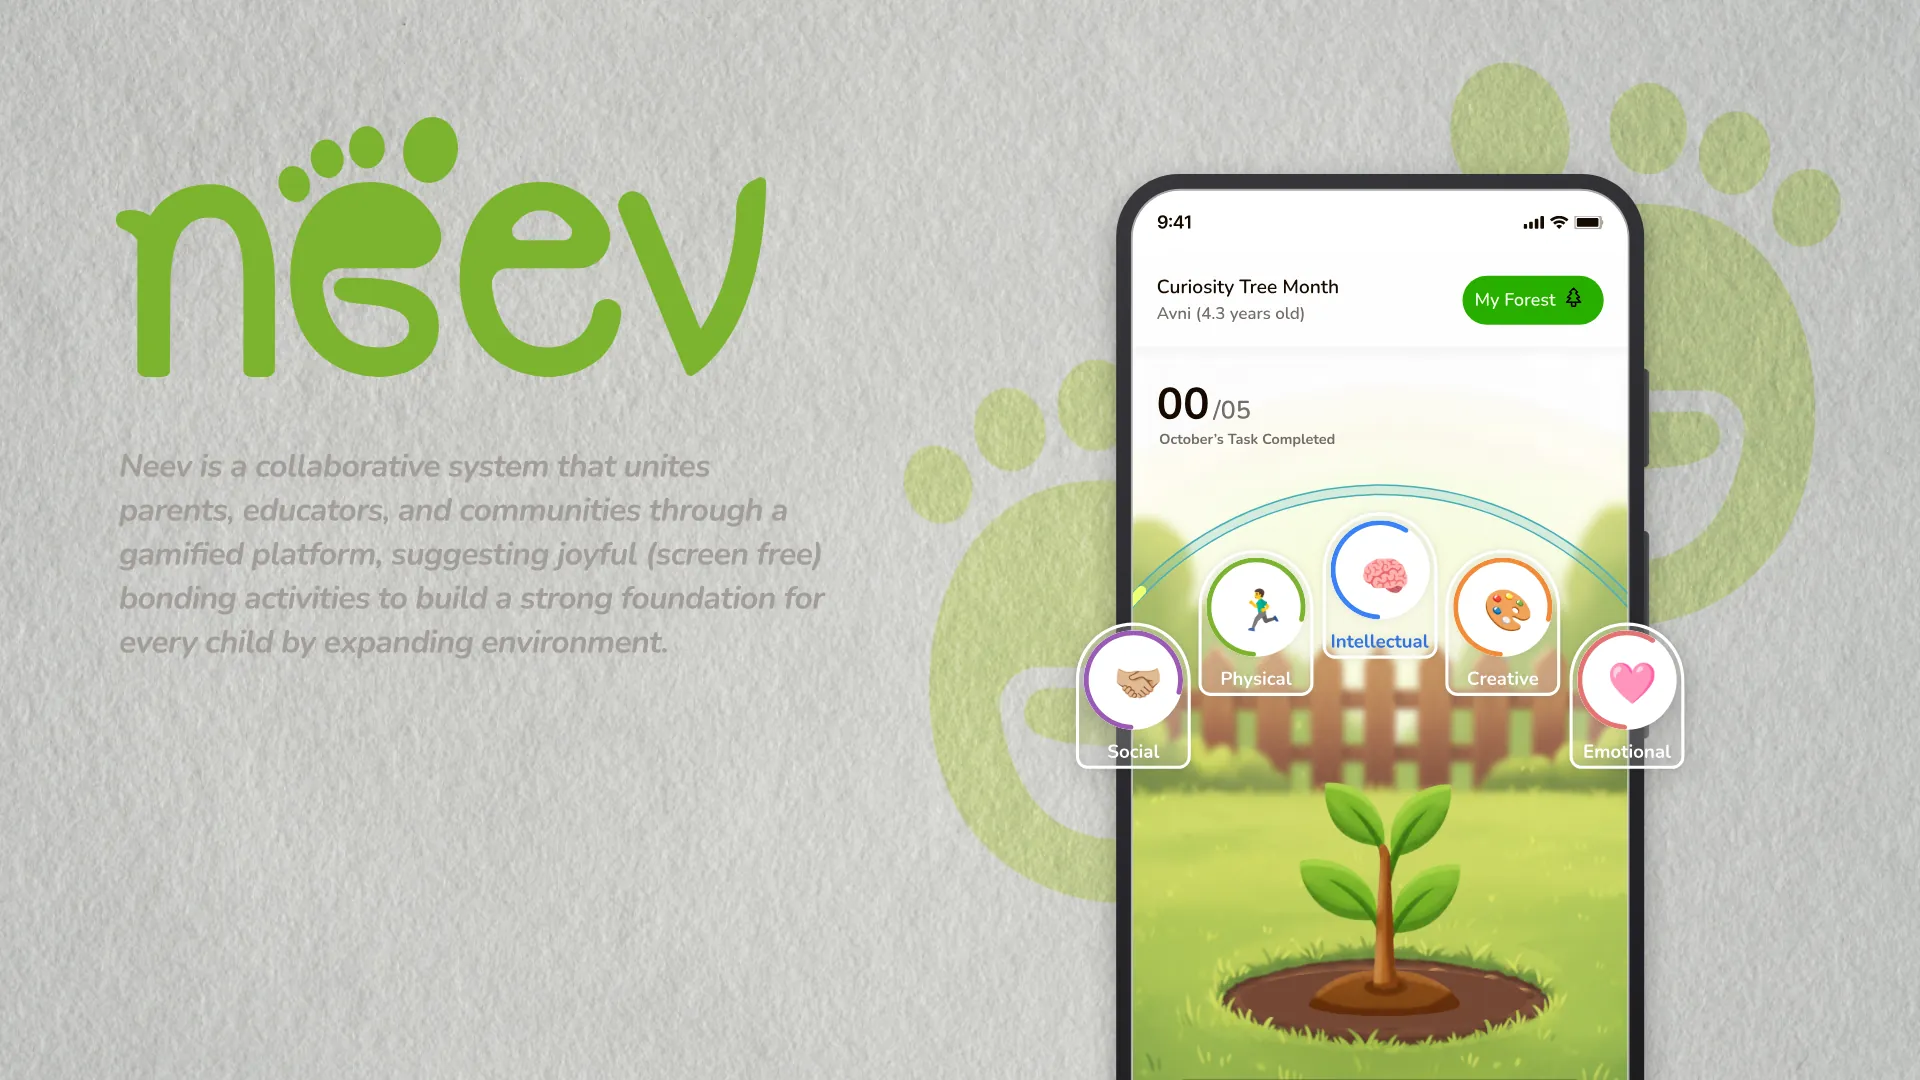 neev
Neev is a collaborative system that unites
parents, educators, and communities through a
gamified platform, suggesting joyful (screen free)
bonding activities to build a strong foundation for
every child by expanding environment.
9:41
Curiosity Tree Month
Avni (4.3 years old)
My Forest
00/05
October’s Task Completed
Intellectual
Physical
Creative
Social
Emotional